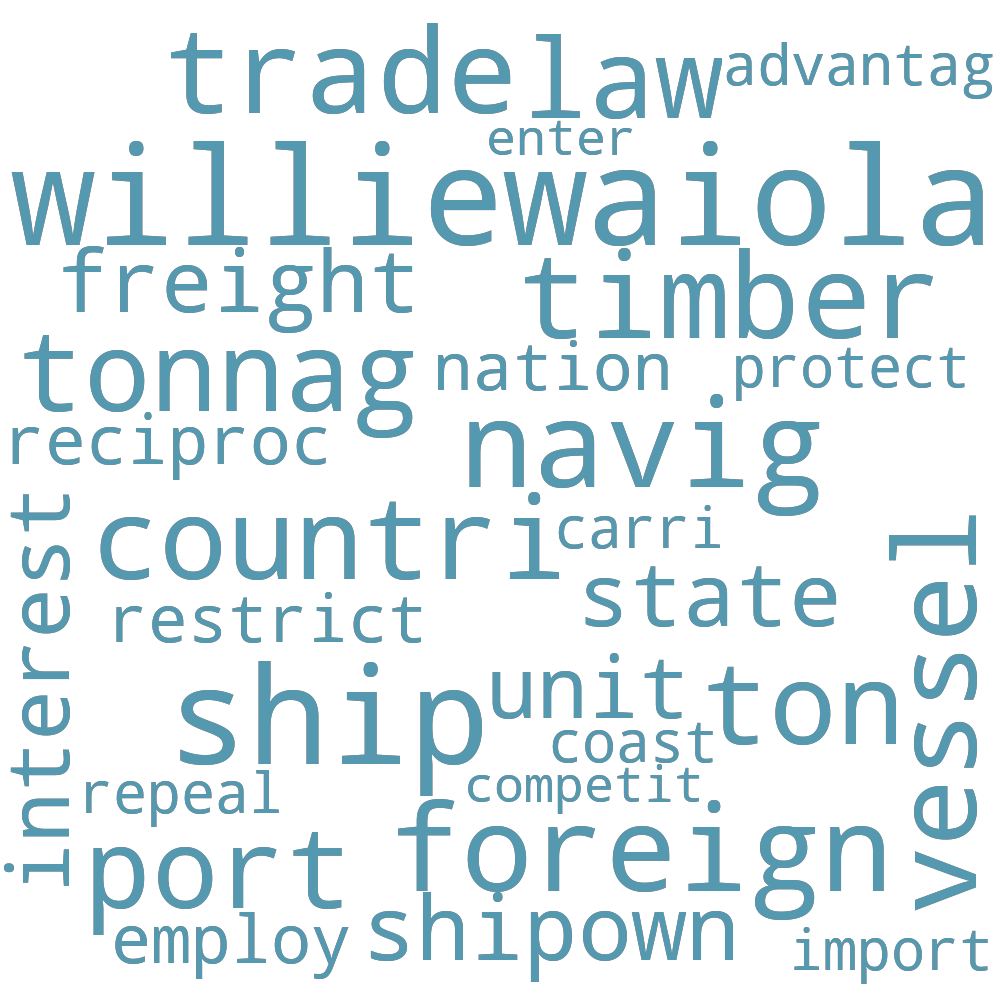 trade law advantag
enter
williewaiola
freight timber
tonnag nation protect
reciproc navig
interest
countri carri
vessel
restrict state
ship unit ton
coast
repeal competit
port foreign
employ shipown import